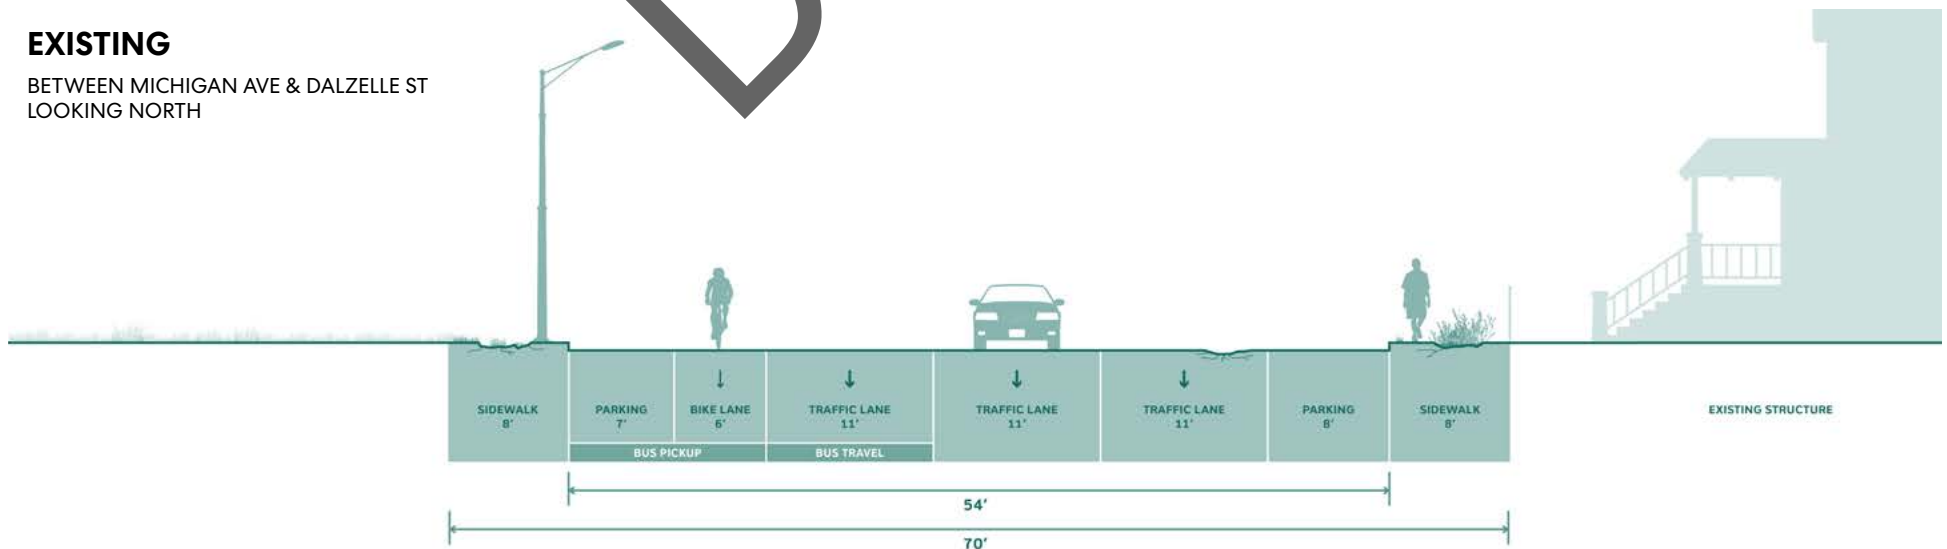 EXISTING
BETWEEN MICHIGAN AVE & DALZELLE ST
LOOKING NORTH
SIDEWALK
8'
PARKING
7'
BIKE LANE
6'
TRAFFIC LANE
11'
TRAFFIC LANE
11'
TRAFFIC LANE
11'
PARKING
8'
SIDEWALK
8'
EXISTING STRUCTURE
BUS PICKUP
BUS TRAVEL
54'
70'